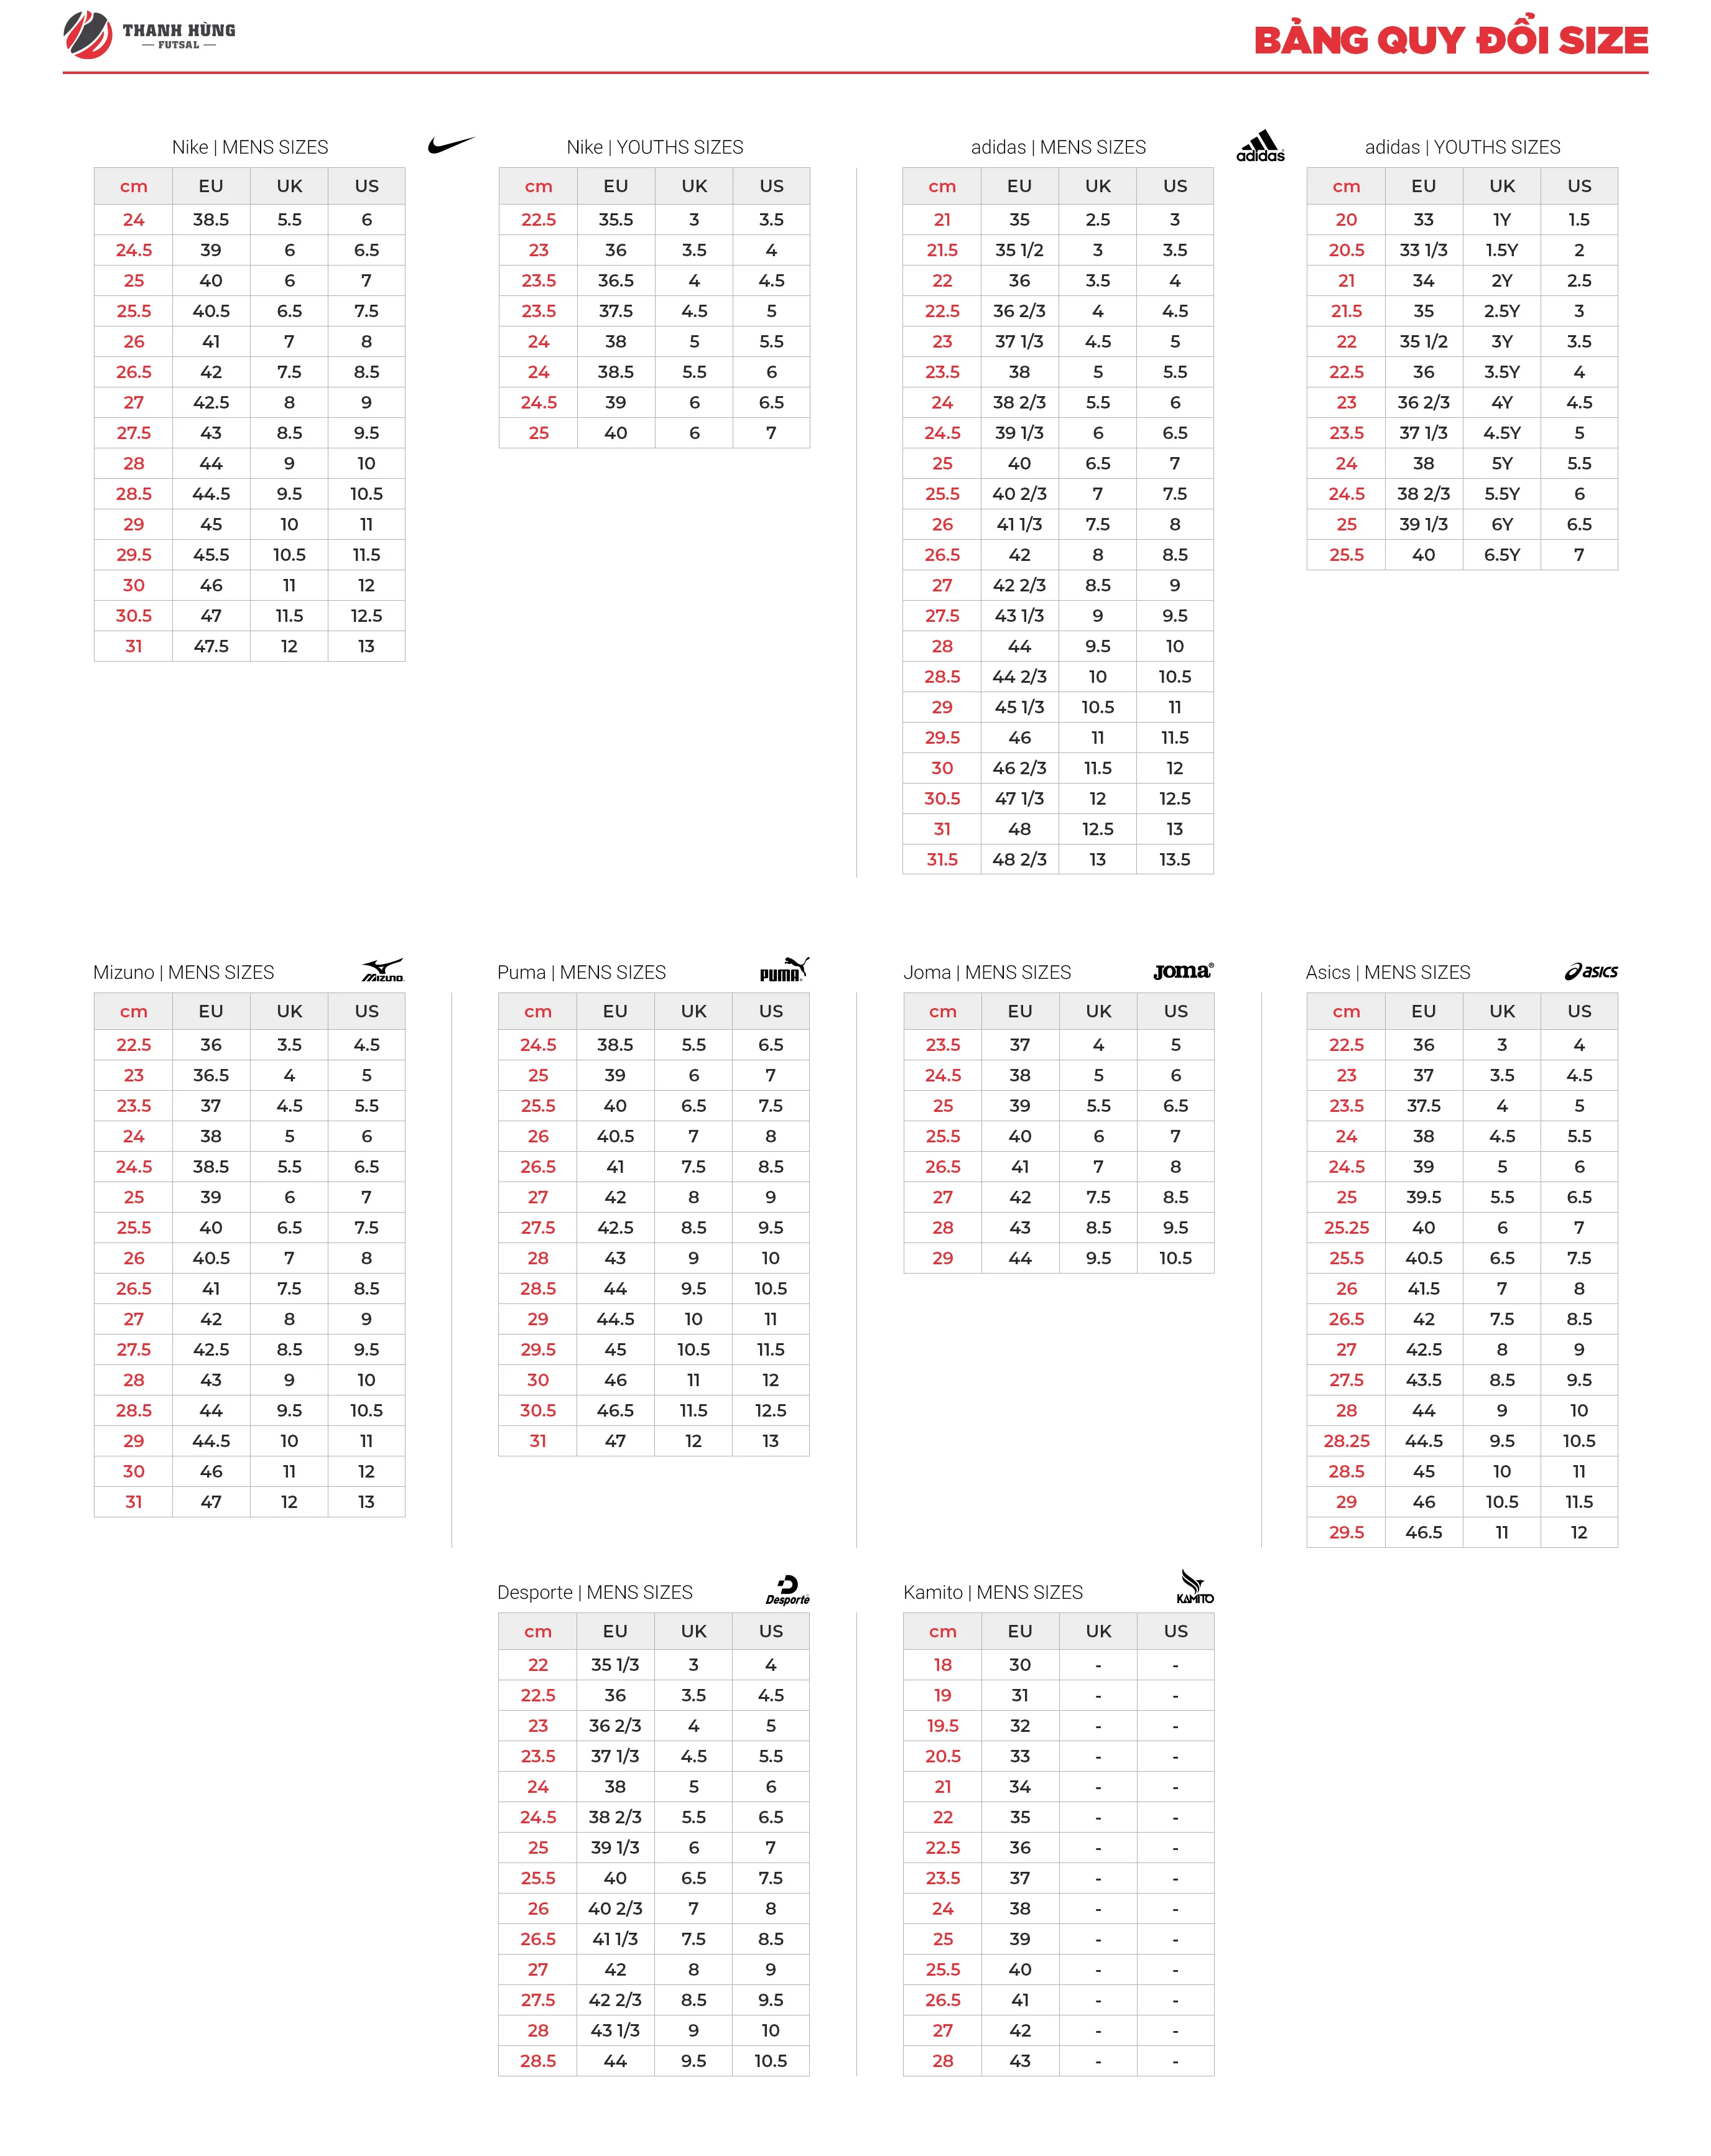 THANH HÙNG
FUTSAL
BẢNG QUY ĐỔI SIZE
Nike | MENS SIZES
cm EU UK US
24 38.5 5.5 6
24.5 39 6 6.5
25 40 6 7
25.5 40.5 6.5 7.5
26 41 7 8
26.5 42 7.5 8.5
27 42.5 8 9
27.5 43 8.5 9.5
28 44 9 10
28.5 44.5 9.5 10.5
29 45 10 11
29.5 45.5 10.5 11.5
30 46 11 12
30.5 47 11.5 12.5
31 47.5 12 13
Nike | YOUTHS SIZES
cm EU UK US
22.5 35.5 3 3.5
23 36 3.5 4
23.5 36.5 4 4.5
23.5 37.5 4.5 5
24 38 5 5.5
24 38.5 5.5 6
24.5 39 6 6.5
25 40 6 7
adidas | MENS SIZES
adidas
cm EU UK US
21 35 2.5 3
21.5 35 1/2 3 3.5
22 36 3.5 4
22.5 36 2/3 4 4.5
23 37 1/3 4.5 5
23.5 38 5 5.5
24 38 2/3 5.5 6
24.5 39 1/3 6 6.5
25 40 6.5 7
25.5 40 2/3 7 7.5
26 41 1/3 7.5 8
26.5 42 8 8.5
27 42 2/3 8.5 9
27.5 43 1/3 9 9.5
28 44 9.5 10
28.5 44 2/3 10 10.5
29 45 1/3 10.5 11
29.5 46 11 11.5
30 46 2/3 11.5 12
30.5 47 1/3 12 12.5
31 48 12.5 13
31.5 48 2/3 13 13.5
adidas | YOUTHS SIZES
cm EU UK US
20 33 1Y 1.5
20.5 33 1/3 1.5Y 2
21 34 2Y 2.5
21.5 35 2.5Y 3
22 35 1/2 3Y 3.5
22.5 36 3.5Y 4
23 36 2/3 4Y 4.5
23.5 37 1/3 4.5Y 5
24 38 5Y 5.5
24.5 38 2/3 5.5Y 6
25 39 1/3 6Y 6.5
25.5 40 6.5Y 7
Mizuno | MENS SIZES
MIZUNO
cm EU UK US
22.5 36 3.5 4.5
23 36.5 4 5
23.5 37 4.5 5.5
24 38 5 6
24.5 38.5 5.5 6.5
25 39 6 7
25.5 40 6.5 7.5
26 40.5 7 8
26.5 41 7.5 8.5
27 42 8 9
27.5 42.5 8.5 9.5
28 43 9 10
28.5 44 9.5 10.5
29 44.5 10 11
30 46 11 12
31 47 12 13
Puma | MENS SIZES
PUMA
cm EU UK US
24.5 38.5 5.5 6.5
25 39 6 7
25.5 40 6.5 7.5
26 40.5 7 8
26.5 41 7.5 8.5
27 42 8 9
27.5 42.5 8.5 9.5
28 43 9 10
28.5 44 9.5 10.5
29 44.5 10 11
29.5 45 10.5 11.5
30 46 11 12
30.5 46.5 11.5 12.5
31 47 12 13
Joma | MENS SIZES
Joma®
cm EU UK US
23.5 37 4 5
24.5 38 5 6
25 39 5.5 6.5
25.5 40 6 7
26.5 41 7 8
27 42 7.5 8.5
28 43 8.5 9.5
29 44 9.5 10.5
Asics | MENS SIZES
asics
cm EU UK US
22.5 36 3 4
23 37 3.5 4.5
23.5 37.5 4 5
24 38 4.5 5.5
24.5 39 5 6
25 39.5 5.5 6.5
25.25 40 6 7
25.5 40.5 6.5 7.5
26 41.5 7 8
26.5 42 7.5 8.5
27 42.5 8 9
27.5 43.5 8.5 9.5
28 44 9 10
28.25 44.5 9.5 10.5
28.5 45 10 11
29 46 10.5 11.5
29.5 46.5 11 12
Desporte | MENS SIZES
Desporte
cm EU UK US
22 35 1/3 3 4
22.5 36 3.5 4.5
23 36 2/3 4 5
23.5 37 1/3 4.5 5.5
24 38 5 6
24.5 38 2/3 5.5 6.5
25 39 1/3 6 7
25.5 40 6.5 7.5
26 40 2/3 7 8
26.5 41 1/3 7.5 8.5
27 42 8 9
27.5 42 2/3 8.5 9.5
28 43 1/3 9 10
28.5 44 9.5 10.5
Kamito | MENS SIZES
KAMITO
cm EU UK US
18 30 - -
19 31 - -
19.5 32 - -
20.5 33 - -
21 34 - -
22 35 - -
22.5 36 - -
23.5 37 - -
24 38 - -
25 39 - -
25.5 40 - -
26.5 41 - -
27 42 - -
28 43 - -